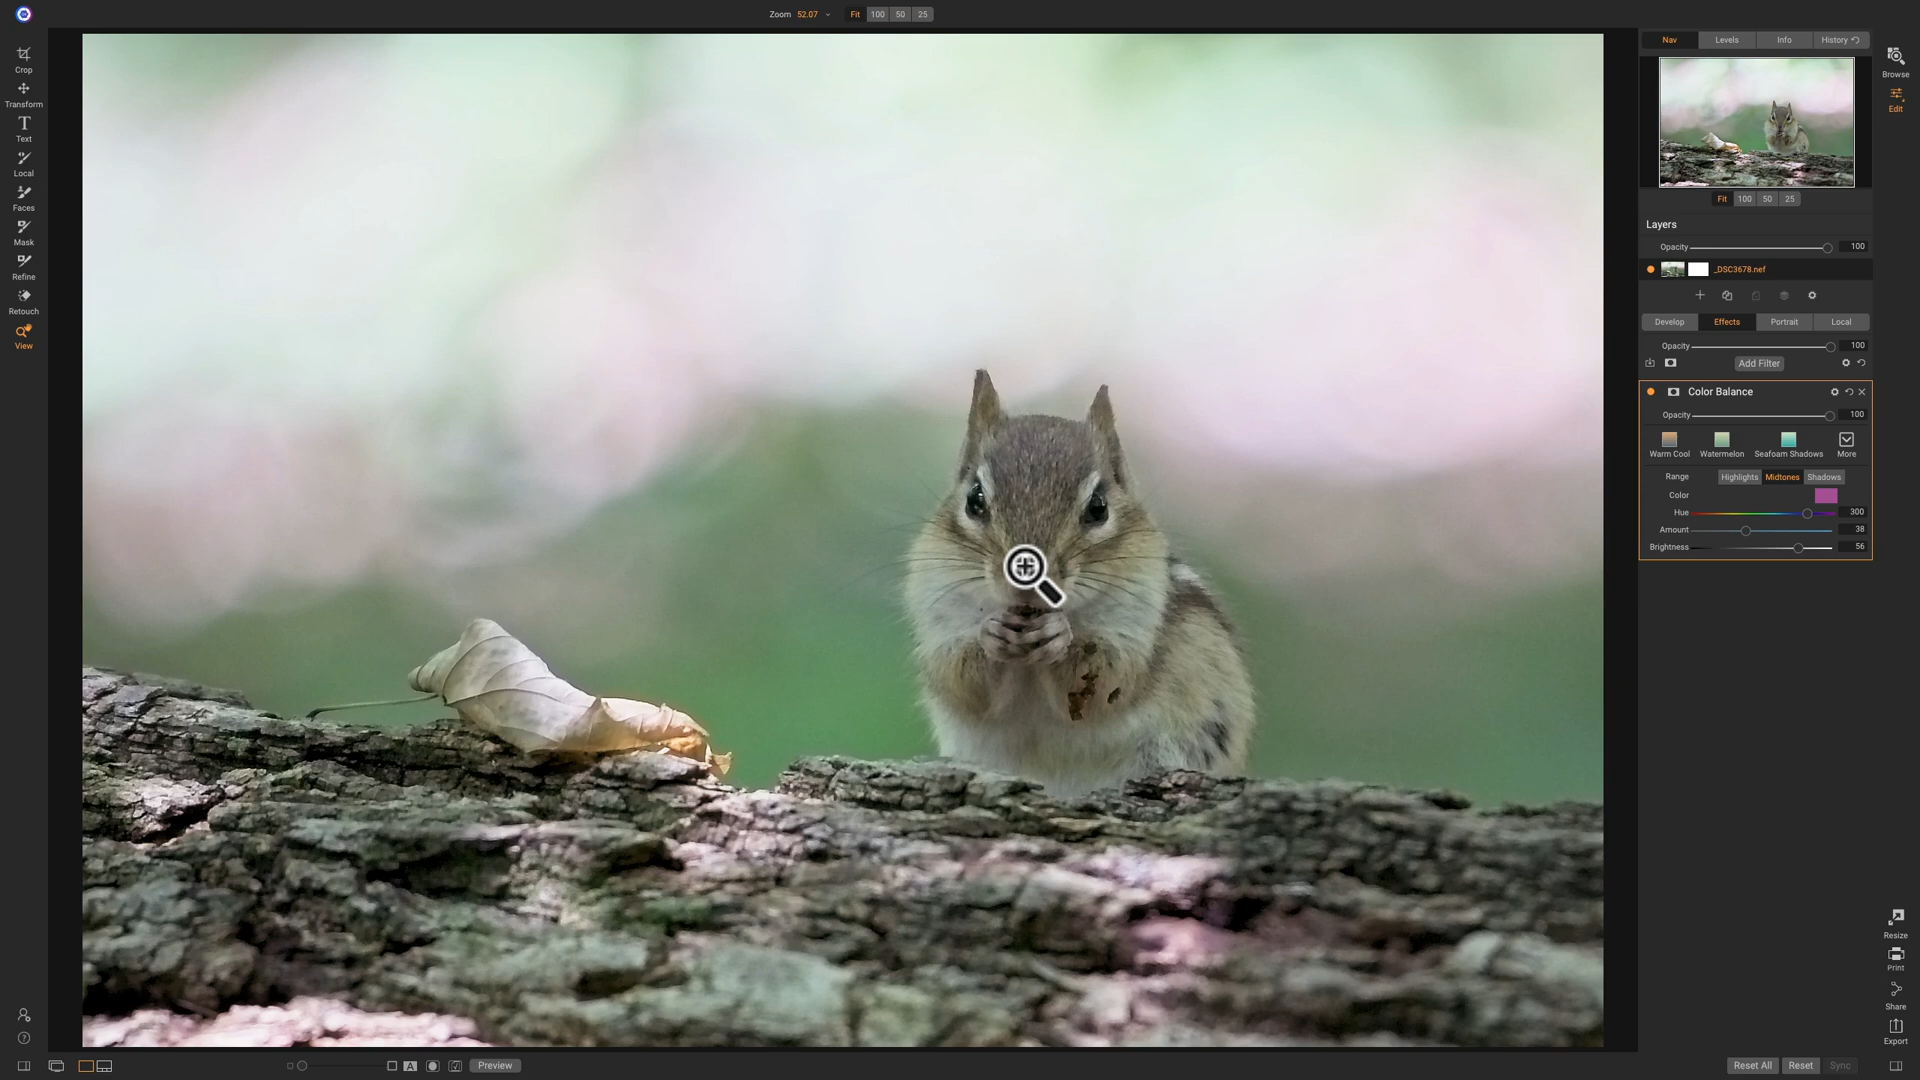 Zoom 52.07 Fit 100 50 25
Crop
Transform
Text
Local
Faces
Mask
Refine
Retouch
View
Nav Levels Info History
Fit 100 50 25
Layers
Opacity 100
_DSC3678.nef
Develop Effects Portrait Local
Opacity 100
Add Filter
Color Balance
Opacity 100
Warm Cool Watermelon Seafoam Shadows More
Range Highlights Midtones Shadows
Color
Hue 300
Amount 38
Brightness 56
Browse
Edit
Resize
Print
Share
Export
A Preview
Reset All Reset Sync